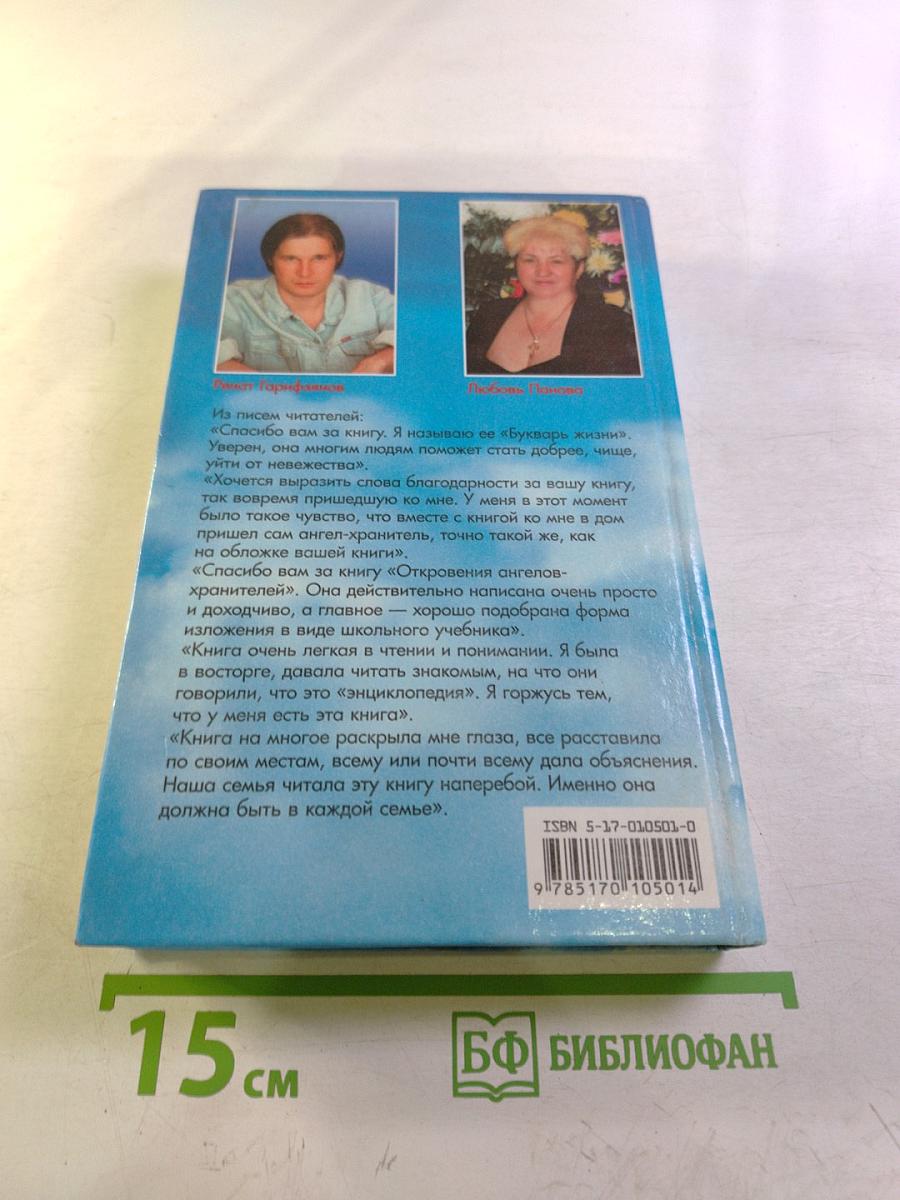 Ренат Гарифзянов
Любовь Панова
Из писем читателей:
«Спасибо вам за книгу. Я называю ее «Букварь жизни».
Уверен, она многим людям поможет стать добрее, чище,
уйти от невежества».
«Хочется выразить слова благодарности за вашу книгу,
так вовремя пришедшую ко мне. У меня в этот момент
было такое чувство, что вместе с книгой ко мне в дом
пришел сам ангел-хранитель, точно такой же, как
на обложке вашей книги».
«Спасибо вам за книгу «Откровения ангелов-
хранителей». Она действительно написана очень просто
и доходчиво, а главное — хорошо подобрана форма
изложения в виде школьного учебника».
«Книга очень легкая в чтении и понимании. Я была
в восторге, давала читать знакомым, на что они
говорили, что это «энциклопедия». Я горжусь тем,
что у меня есть эта книга».
«Книга на многое раскрыла мне глаза, все расставила
по своим местам, всему или почти всему дала объяснения.
Наша семья читала эту книгу наперебой. Именно она
должна быть в каждой семье».
ISBN 5-17-010501-0
9 785170 105014
15 см
БФ БИБЛИОФАН